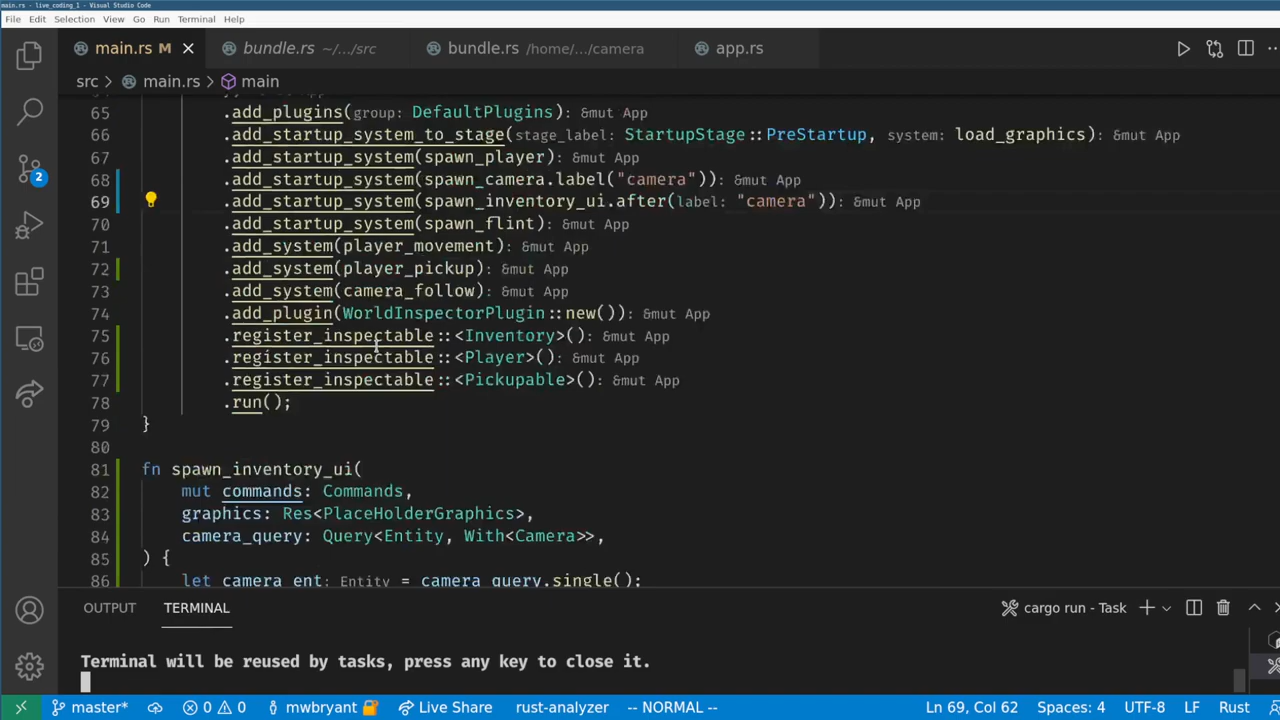 main.rs - live_coding_1 - Visual Studio Code
File Edit Selection View Go Run Terminal Help
main.rs M bundle.rs ~/.../src bundle.rs /home/.../camera app.rs
src > main.rs > main
65 .add_plugins(group: DefaultPlugins): &mut App
66 .add_startup_system_to_stage(stage_label: StartupStage::PreStartup, system: load_graphics): &mut App
67 .add_startup_system(spawn_player): &mut App
68 .add_startup_system(spawn_camera.label("camera")): &mut App
69 .add_startup_system(spawn_inventory_ui.after(label: "camera")): &mut App
70 .add_startup_system(spawn_flint): &mut App
71 .add_system(player_movement): &mut App
72 .add_system(player_pickup): &mut App
73 .add_system(camera_follow): &mut App
74 .add_plugin(WorldInspectorPlugin::new()): &mut App
75 .register_inspectable::<Inventory>(): &mut App
76 .register_inspectable::<Player>(): &mut App
77 .register_inspectable::<Pickupable>(): &mut App
78 .run();
79 }
80
81 fn spawn_inventory_ui(
82 mut commands: Commands,
83 graphics: Res<PlaceHolderGraphics>,
84 camera_query: Query<Entity, With<Camera>>,
85 ) {
86 let camera_ent: Entity = camera_query.single();
2
OUTPUT TERMINAL cargo run - Task
Terminal will be reused by tasks, press any key to close it.
master* 0 0 mwbryant Live Share rust-analyzer -- NORMAL -- Ln 69, Col 62 Spaces: 4 UTF-8 LF Rust